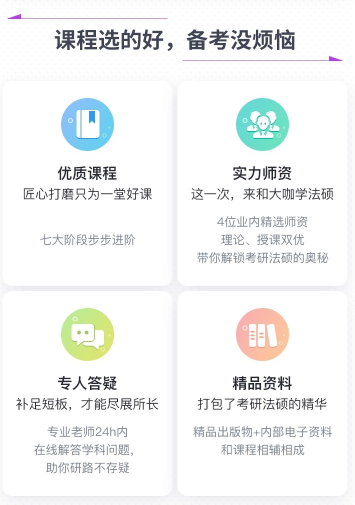 课程选的好，备考没烦恼
优质课程
匠心打磨只为一堂好课
七大阶段步步进阶
实力师资
这一次，来和大咖学法硕
4位业内精选师资
理论、授课双优
带你解锁考研法硕的奥秘
专人答疑
补足短板，才能尽展所长
专业老师24h内
在线解答学科问题，
助你研路不存疑
精品资料
打包了考研法硕的精华
精品出版物+内部电子资料
和课程相辅相成